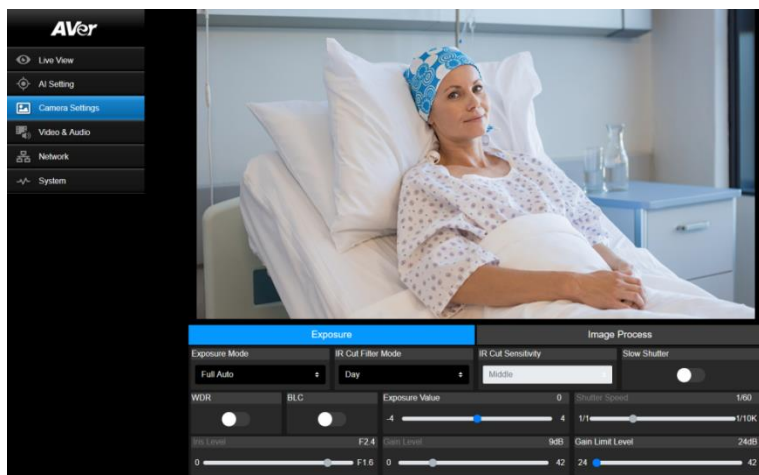 AVer
Live View
AI Setting
Camera Settings
Video & Audio
Network
System
Exposure
Image Process
Exposure Mode
IR Cut Filter Mode
IR Cut Sensitivity
Slow Shutter
Full Auto
Day
Middle
WDR
BLC
Exposure Value 0
Shutter Speed 1/60
-4 4
1/1 1/10K
Iris Level F2.4
Gain Level 9dB
Gain Limit Level 24dB
0 F1.6
0 42
24 42